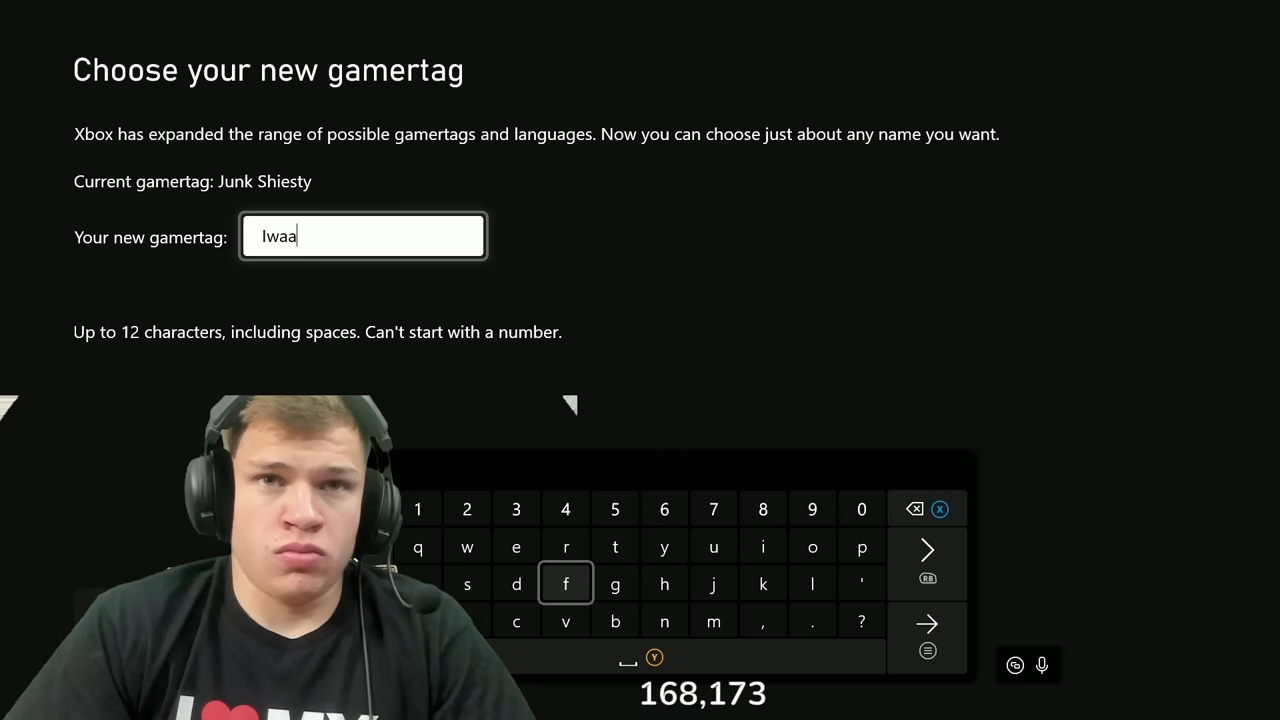 Choose your new gamertag
Xbox has expanded the range of possible gamertags and languages. Now you can choose just about any name you want.
Current gamertag: Junk Shiesty
Your new gamertag: Iwaa
Up to 12 characters, including spaces. Can't start with a number.
1 2 3 4 5 6 7 8 9 0 X
q w e r t y u i o p
RB
s d f g h j k l '
c v b n m , . ?
Y
168,173
I ❤ MY